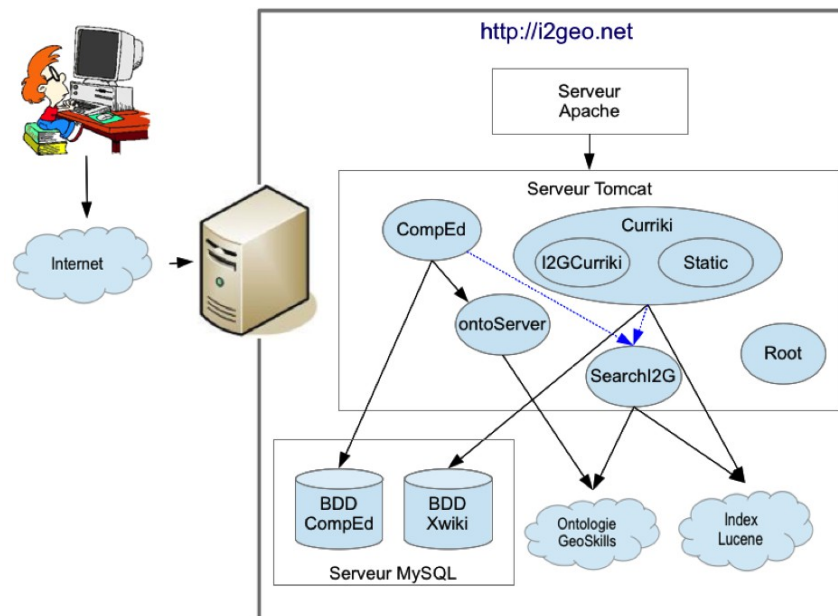 http://i2geo.net
Serveur
Apache
Serveur Tomcat
CompEd
Curriki
I2GCurriki
Static
Internet
ontoServer
Root
SearchI2G
BDD
CompEd
BDD
Xwiki
Ontologie
GeoSkills
Index
Lucene
Serveur MySQL